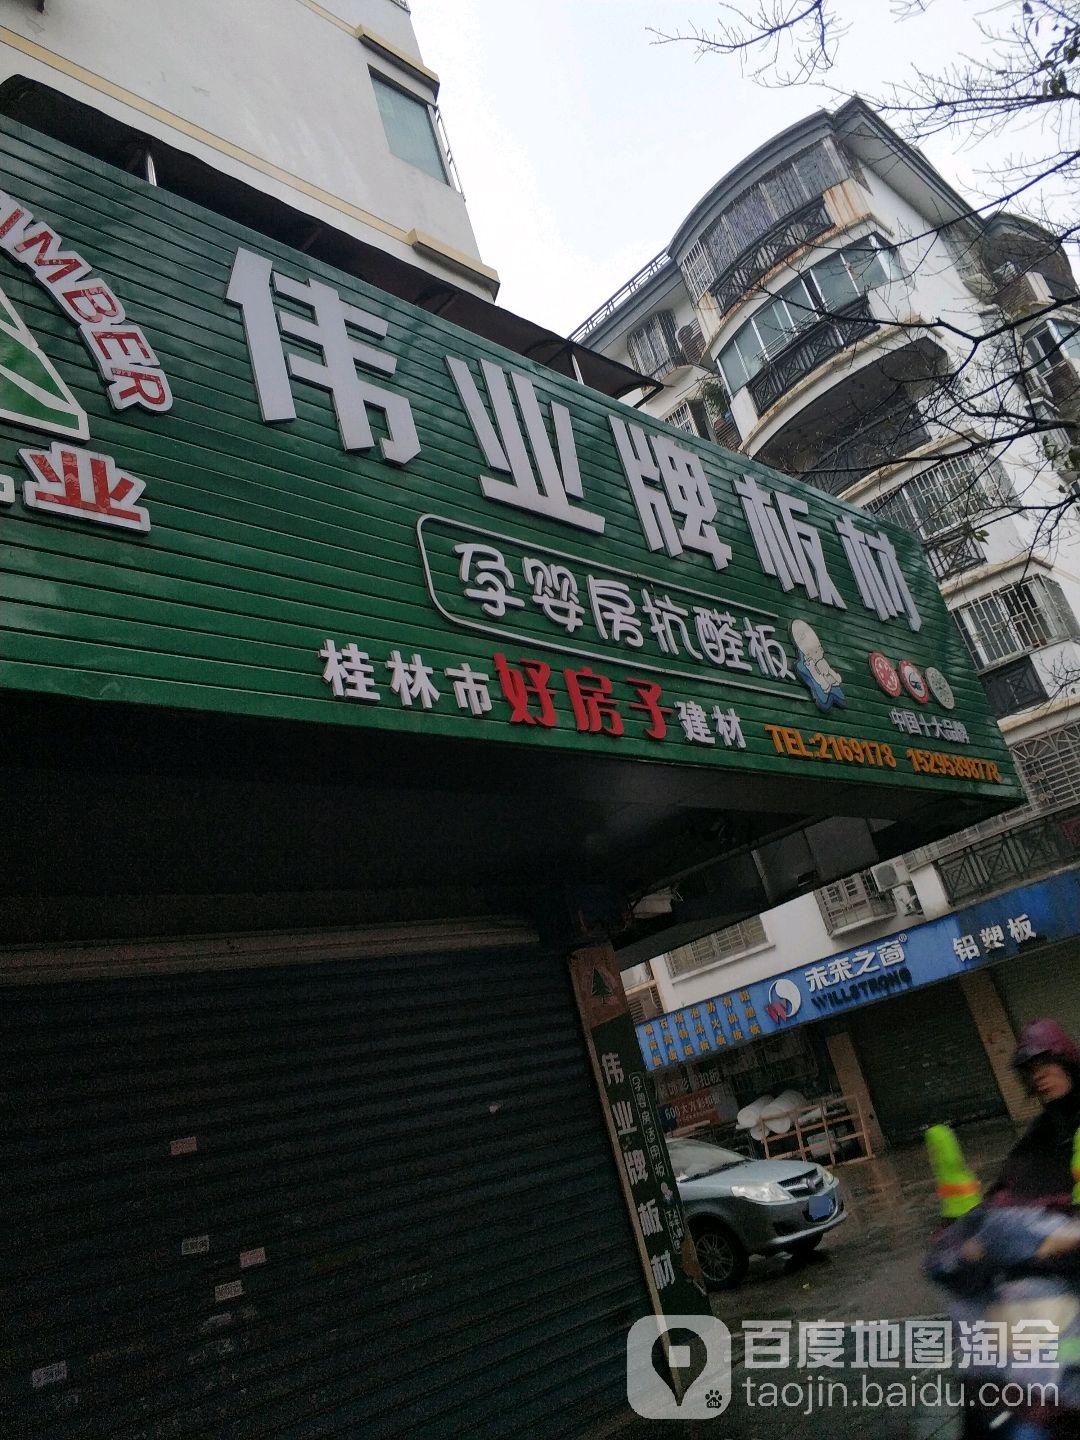 业
伟业牌板材
孕婴房抗醛板
桂林市好房子建材
TEL:2169178 15295898778
中国十大品牌
未来之窗®
WILLSTRONG
铝塑板
伟业牌板材
百度地图淘金
taojin.baidu.com